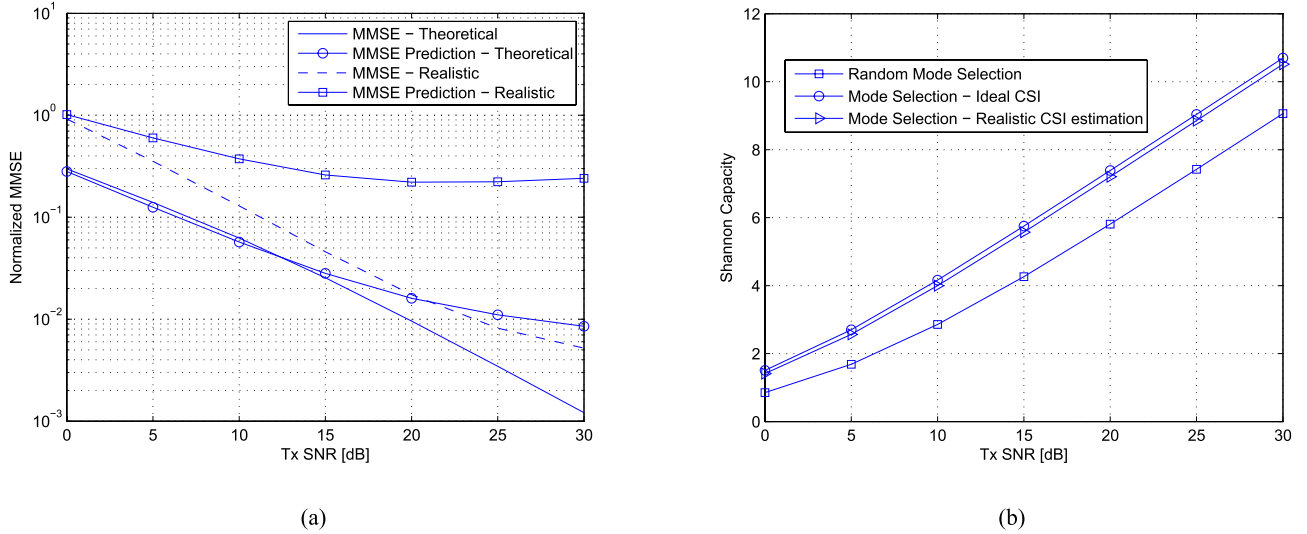 10^1
10^0
10^-1
10^-2
10^-3
Normalized MMSE
MMSE − Theoretical
MMSE Prediction − Theoretical
MMSE − Realistic
MMSE Prediction − Realistic
0 5 10 15 20 25 30
Tx SNR [dB]
(a)
12
10
8
6
4
2
0
Shannon Capacity
Random Mode Selection
Mode Selection − Ideal CSI
Mode Selection − Realistic CSI estimation
0 5 10 15 20 25 30
Tx SNR [dB]
(b)